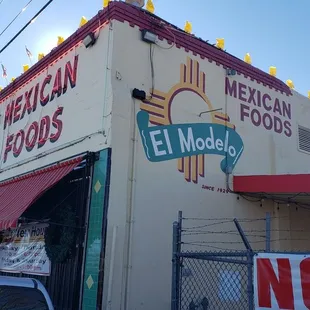 MEXICAN
FOODS
El Modelo
SINCE 1929
MEXICAN
FOODS
NO